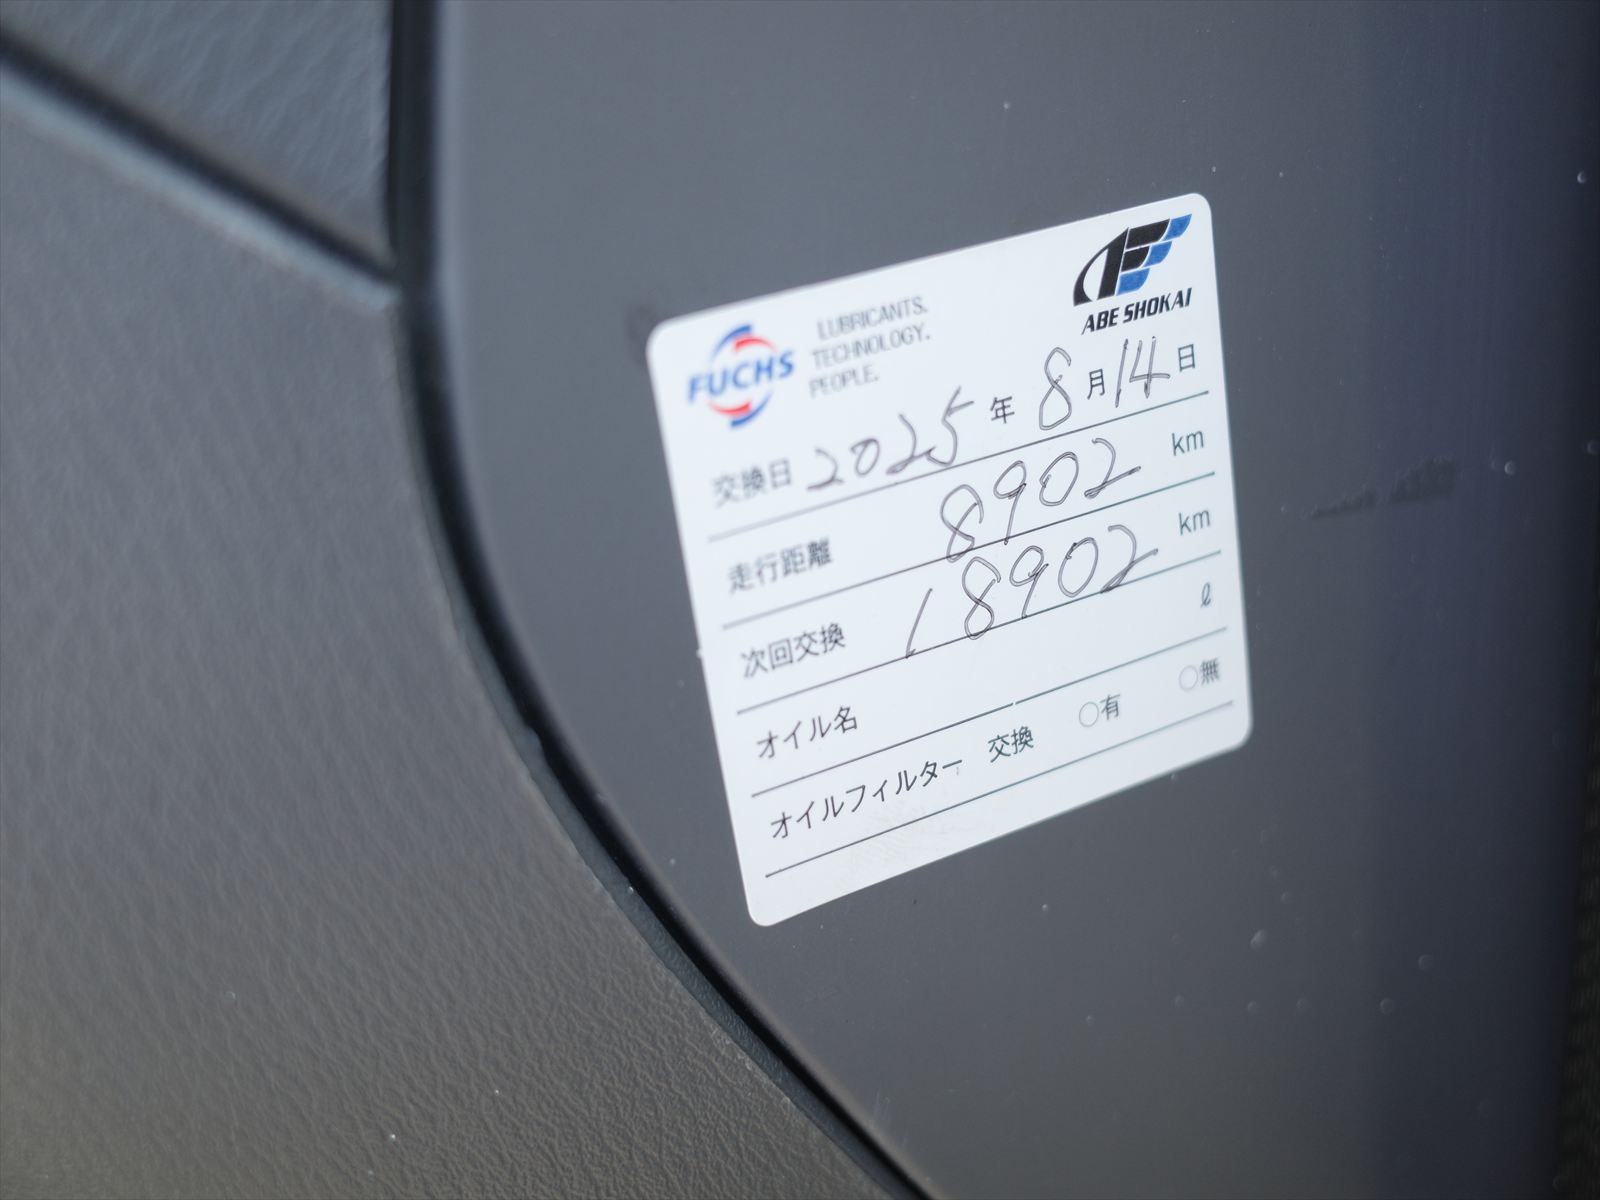 FUCHS
LUBRICANTS.
TECHNOLOGY.
PEOPLE.
ABE SHOKAI
交換日 2025 年 8 月 14 日
走行距離 8902 km
次回交換 18902 km
オイル名 ℓ
オイルフィルター 交換 ○有 ○無